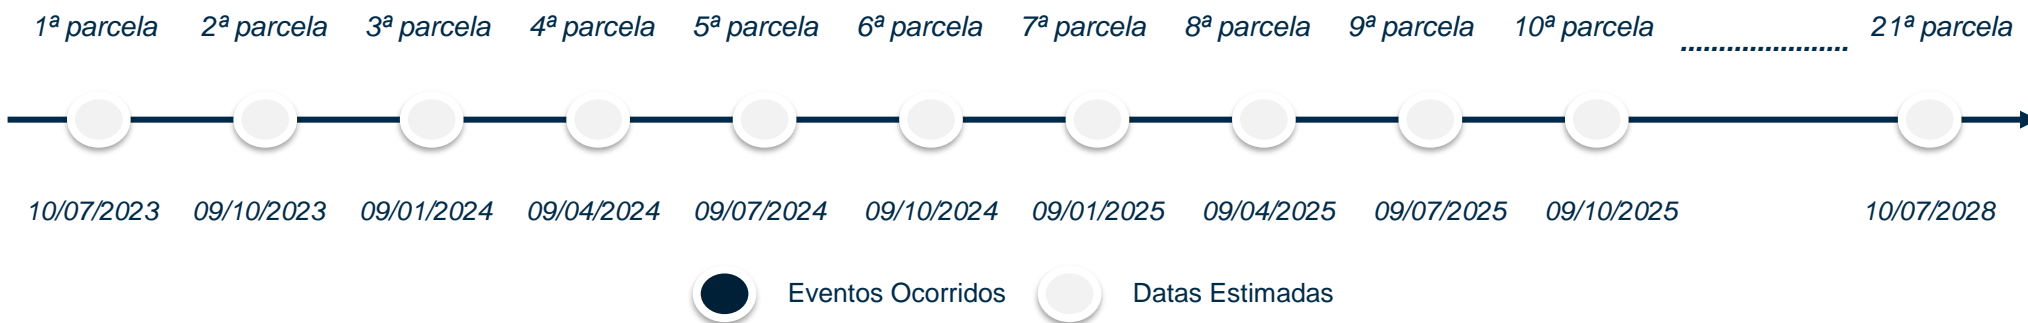 1ª parcela 2ª parcela 3ª parcela 4ª parcela 5ª parcela 6ª parcela 7ª parcela 8ª parcela 9ª parcela 10ª parcela ....................... 21ª parcela
10/07/2023 09/10/2023 09/01/2024 09/04/2024 09/07/2024 09/10/2024 09/01/2025 09/04/2025 09/07/2025 09/10/2025 10/07/2028
Eventos Ocorridos Datas Estimadas